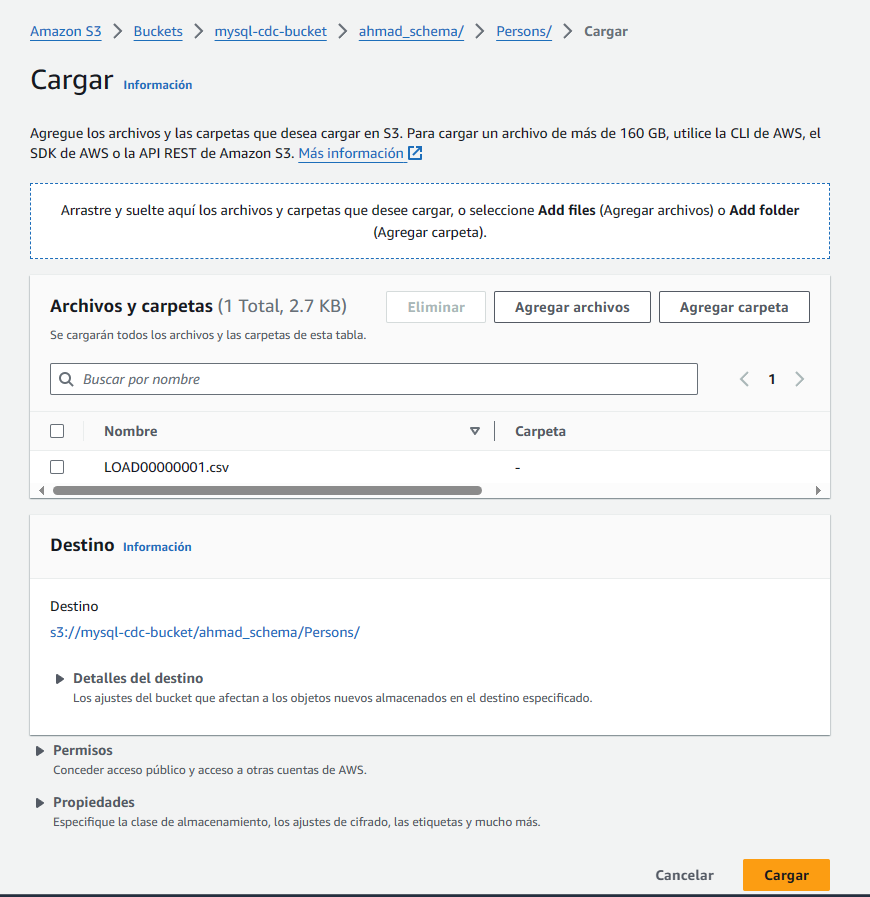 Amazon S3 > Buckets > mysql-cdc-bucket > ahmad_schema/ > Persons/ > Cargar
Cargar Información
Agregue los archivos y las carpetas que desea cargar en S3. Para cargar un archivo de más de 160 GB, utilice la CLI de AWS, el
SDK de AWS o la API REST de Amazon S3. Más información
Arrastre y suelte aquí los archivos y carpetas que desee cargar, o seleccione Add files (Agregar archivos) o Add folder
(Agregar carpeta).
Archivos y carpetas (1 Total, 2.7 KB) Eliminar Agregar archivos Agregar carpeta
Se cargarán todos los archivos y las carpetas de esta tabla.
Buscar por nombre 1
Nombre Carpeta
LOAD00000001.csv -
Destino Información
Destino
s3://mysql-cdc-bucket/ahmad_schema/Persons/
Detalles del destino
Los ajustes del bucket que afectan a los objetos nuevos almacenados en el destino especificado.
Permisos
Conceder acceso público y acceso a otras cuentas de AWS.
Propiedades
Especifique la clase de almacenamiento, los ajustes de cifrado, las etiquetas y mucho más.
Cancelar Cargar